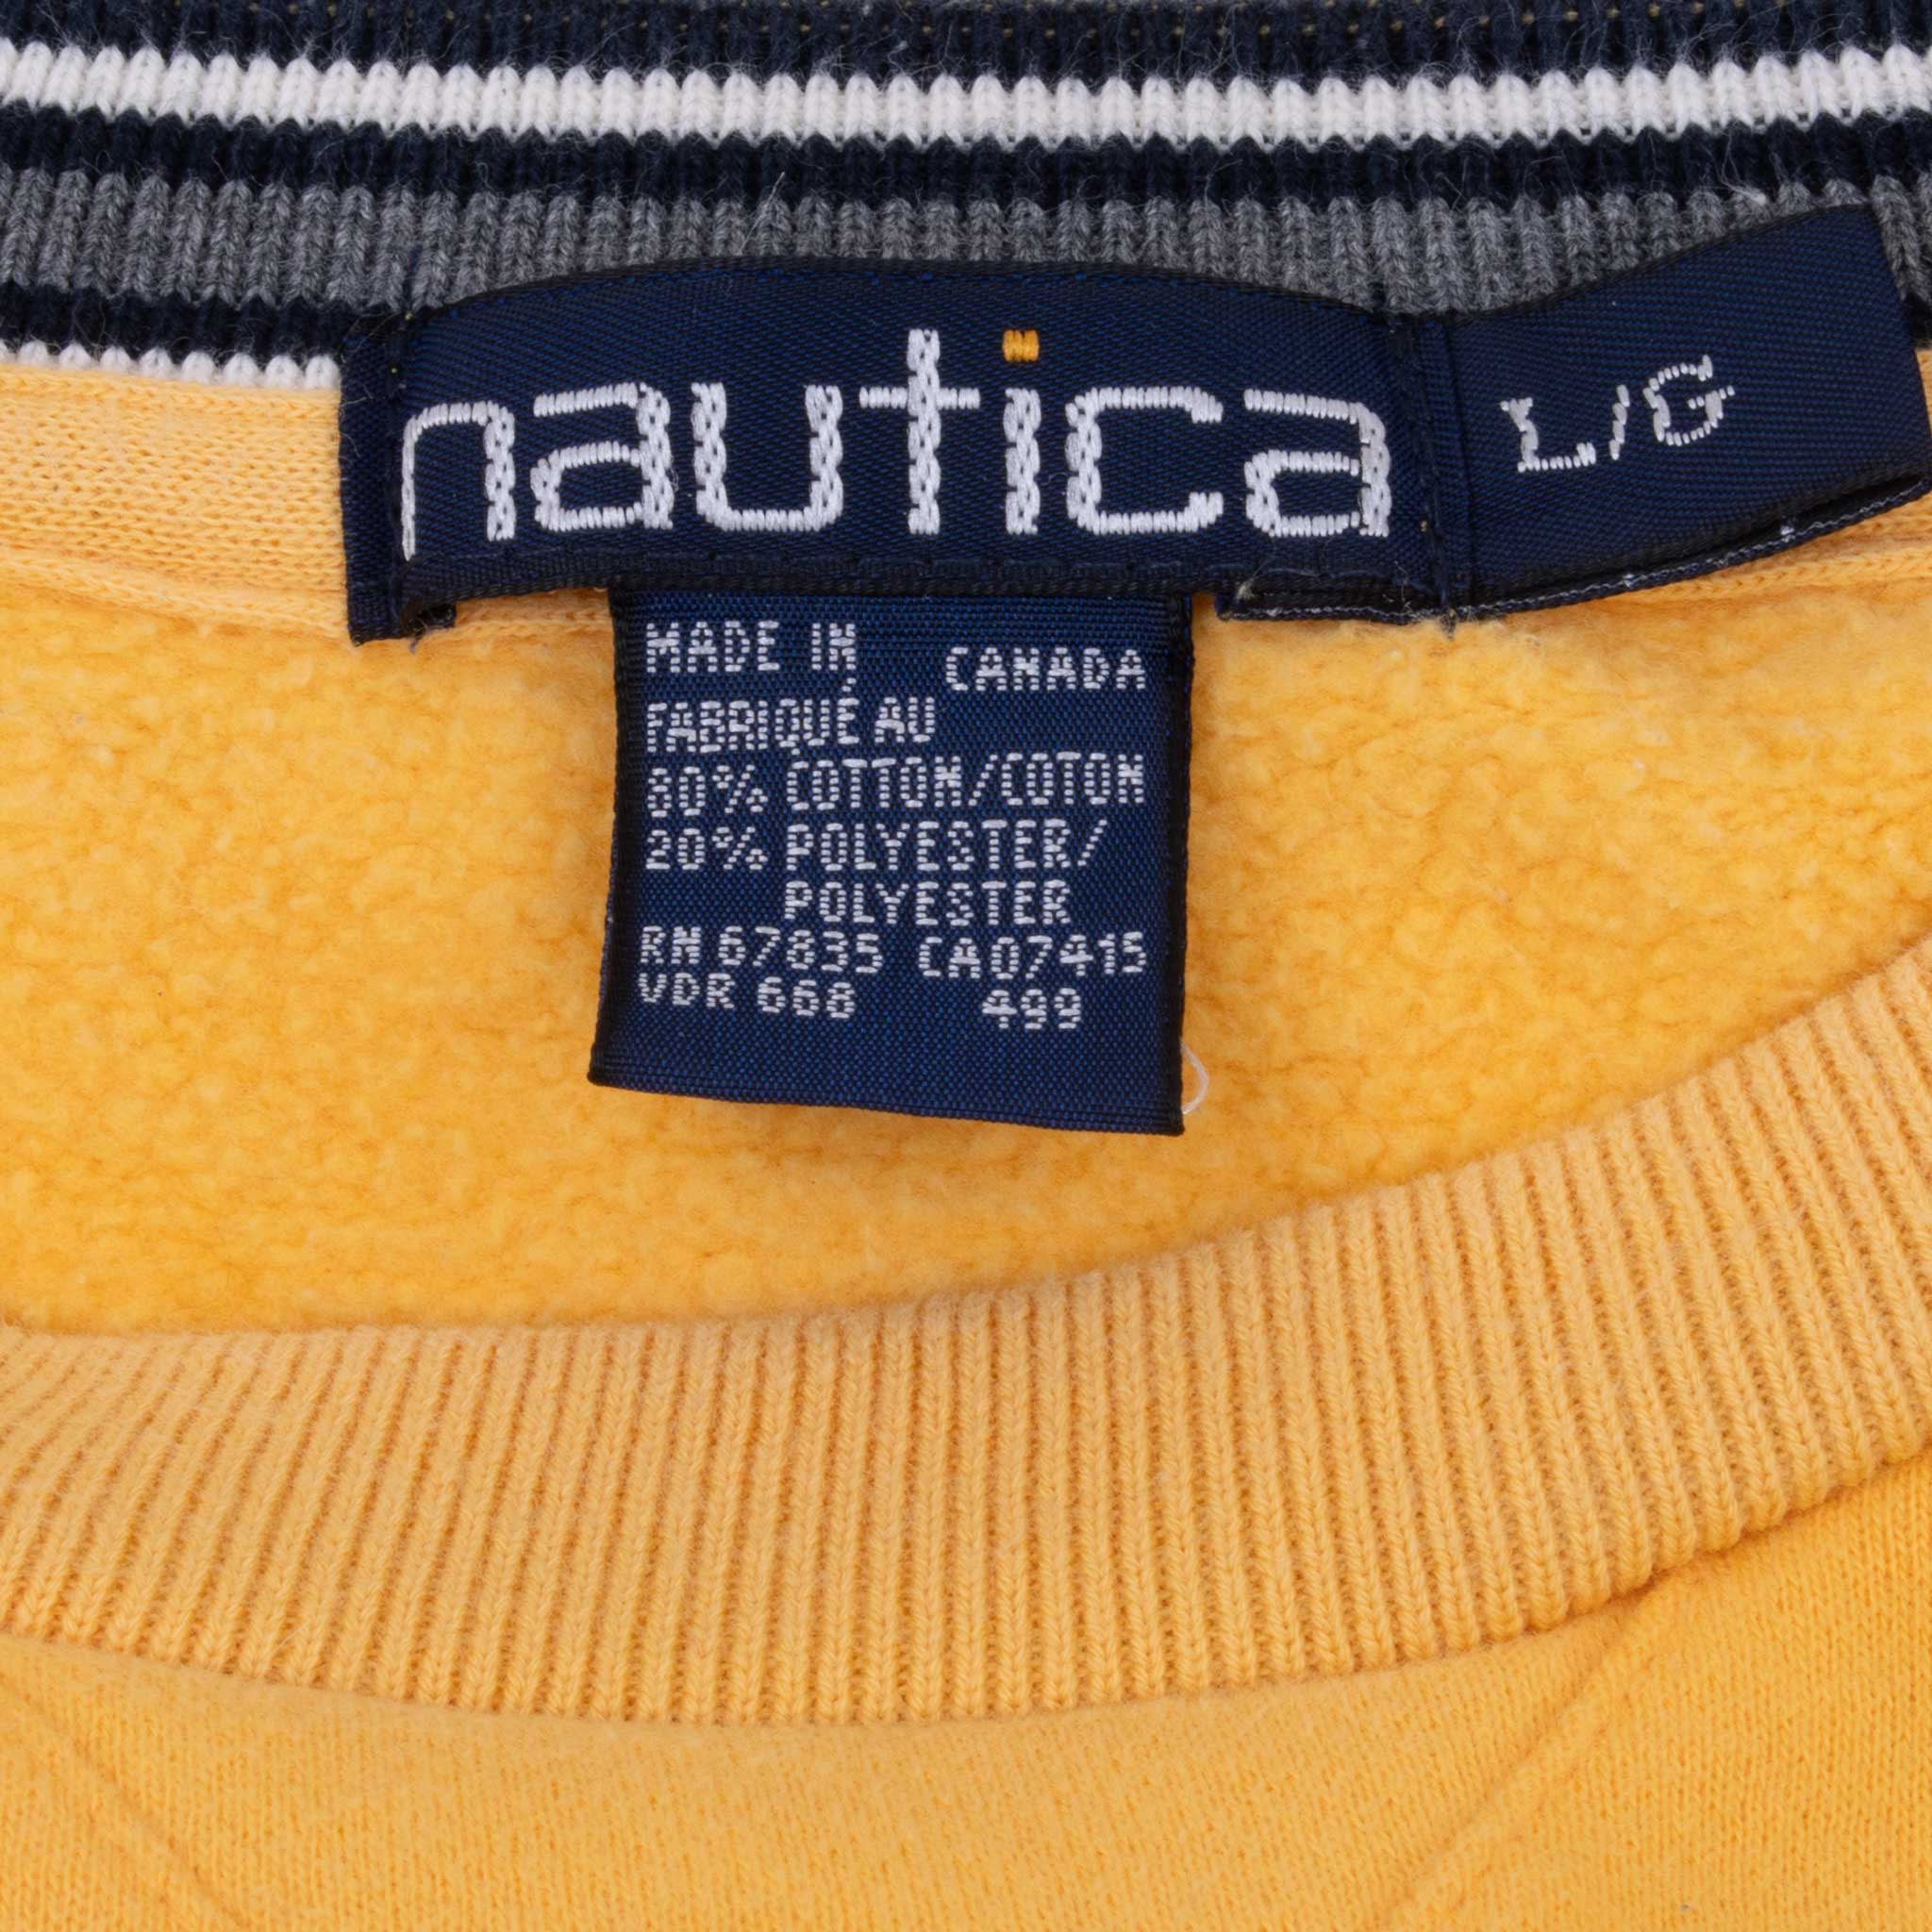 nautica L/G
MADE IN CANADA
FABRIQUÉ AU
80% COTTON/COTON
20% POLYESTER/
POLYESTER
RN 67835 CA07415
VDR 668 499